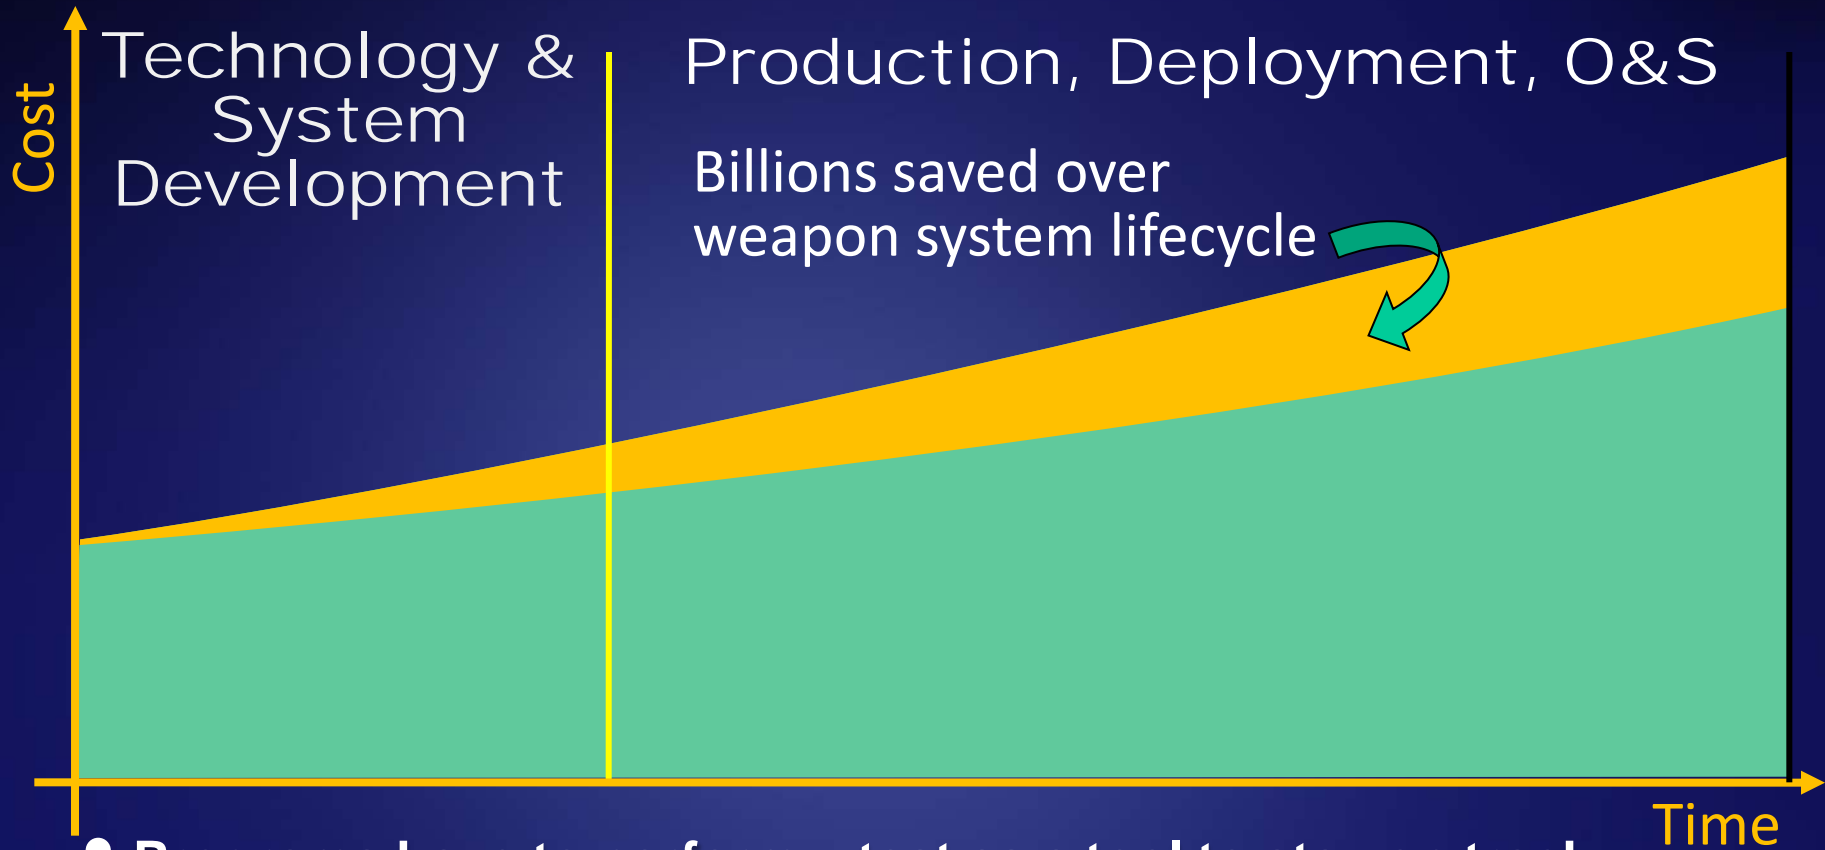 Technology &
System
Development
Production, Deployment, O&S
Cost
Billions saved over
weapon system lifecycle
Time